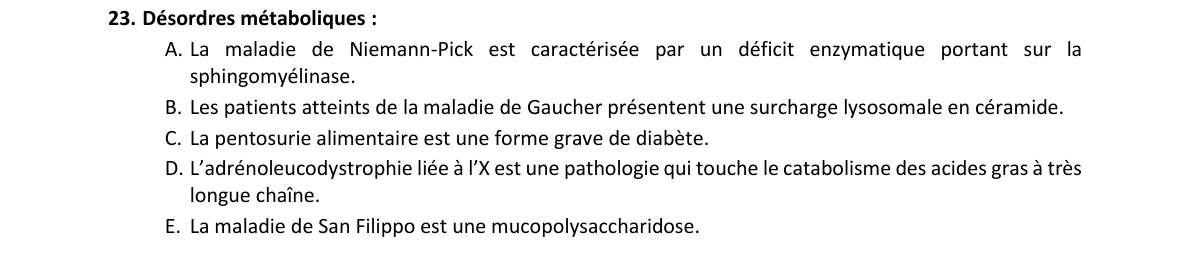 23. Désordres métaboliques :
A. La maladie de Niemann-Pick est caractérisée par un déficit enzymatique portant sur la
sphingomyélinase.
B. Les patients atteints de la maladie de Gaucher présentent une surcharge lysosomale en céramide.
C. La pentosurie alimentaire est une forme grave de diabète.
D. L’adrénoleucodystrophie liée à l’X est une pathologie qui touche le catabolisme des acides gras à très
longue chaîne.
E. La maladie de San Filippo est une mucopolysaccharidose.